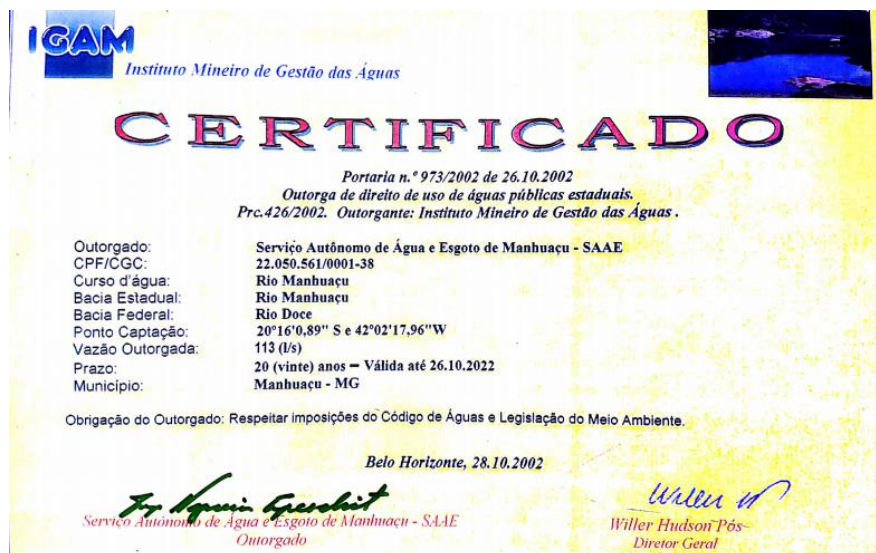 IGAM
Instituto Mineiro de Gestão das Águas
CERTIFICADO
Portaria n.º 973/2002 de 26.10.2002
Outorga de direito de uso de águas públicas estaduais.
Prc.426/2002. Outorgante: Instituto Mineiro de Gestão das Águas .
Outorgado: Serviço Autônomo de Água e Esgoto de Manhuaçu - SAAE
CPF/CGC: 22.050.561/0001-38
Curso d'água: Rio Manhuaçu
Bacia Estadual: Rio Manhuaçu
Bacia Federal: Rio Doce
Ponto Captação: 20º16'0,89" S e 42º02'17,96"W
Vazão Outorgada: 113 (l/s)
Prazo: 20 (vinte) anos – Válida até 26.10.2022
Município: Manhuaçu - MG
Obrigação do Outorgado: Respeitar imposições do Código de Águas e Legislação do Meio Ambiente.
Belo Horizonte, 28.10.2002
Serviço Autônomo de Água e Esgoto de Manhuaçu - SAAE
Outorgado
Willer Hudson Pós
Diretor Geral